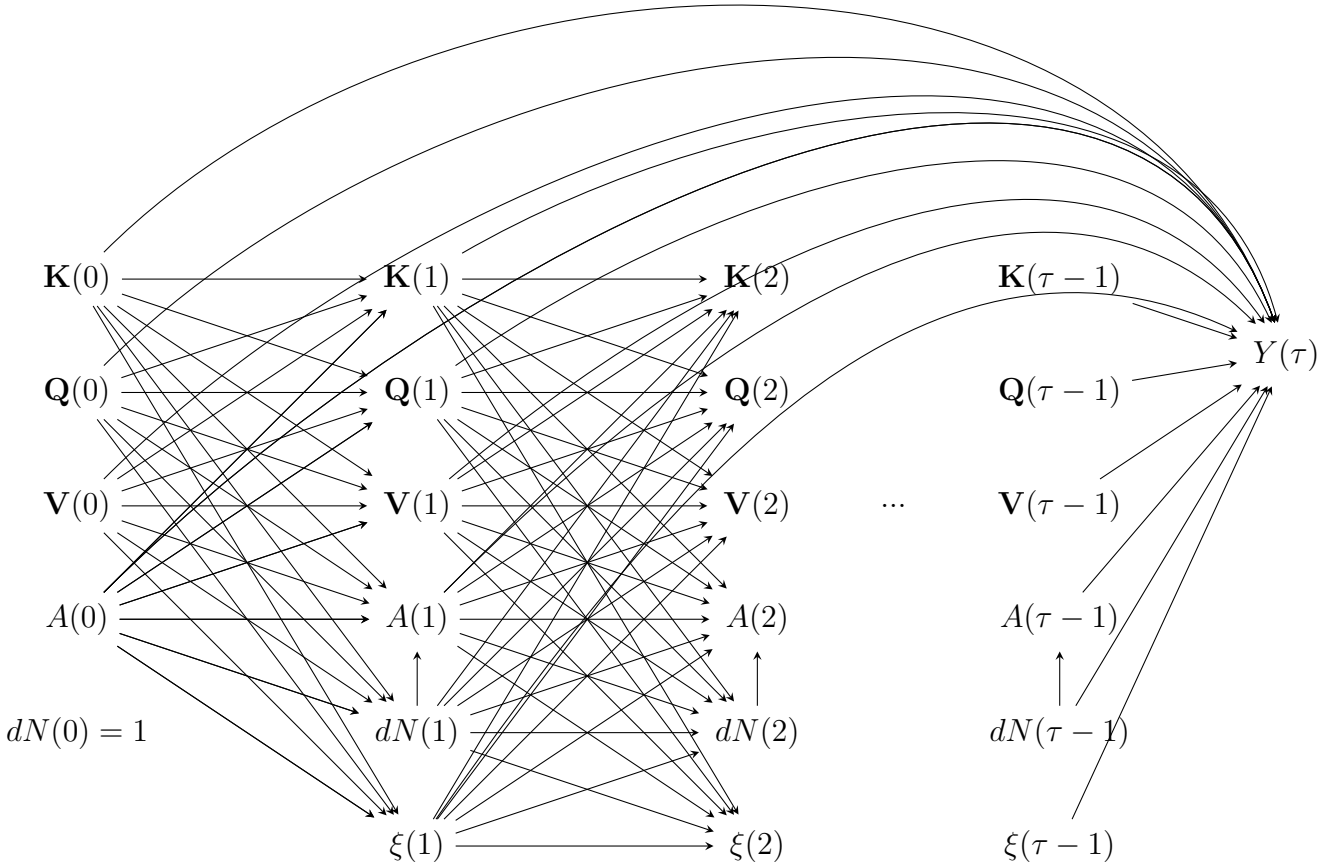 K(0) K(1) K(2) K(τ − 1)
Y(τ)
Q(0) Q(1) Q(2) Q(τ − 1)
V(0) V(1) V(2) ... V(τ − 1)
A(0) A(1) A(2) A(τ − 1)
dN(0) = 1 dN(1) dN(2) dN(τ − 1)
ξ(1) ξ(2) ξ(τ − 1)